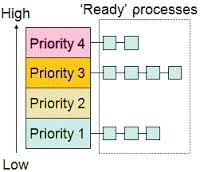 High
'Ready' processes
Priority 4
Priority 3
Priority 2
Priority 1
Low